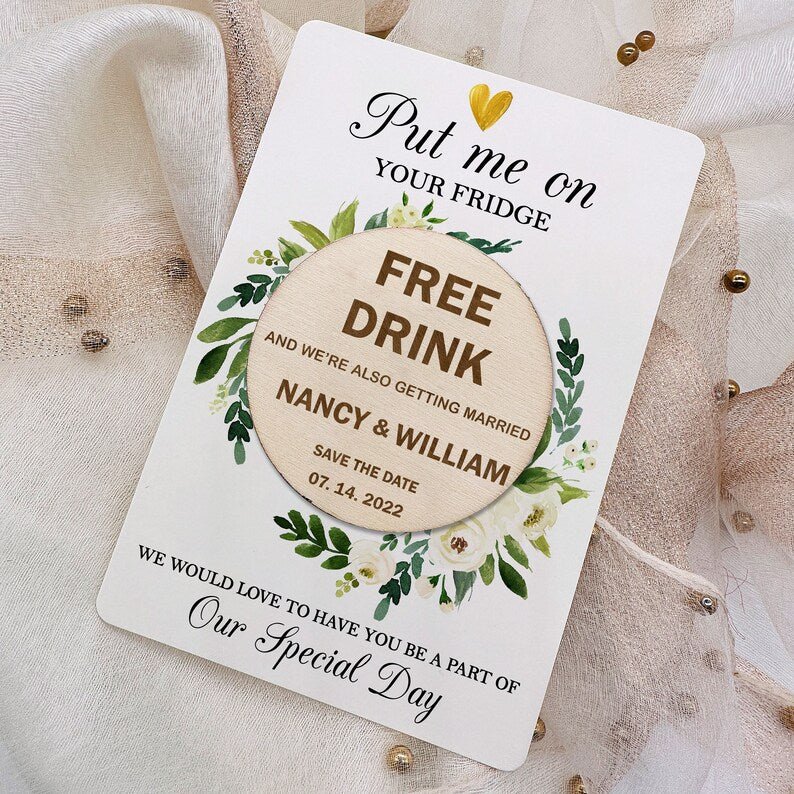 Put me on
YOUR FRIDGE
FREE
DRINK
AND WE'RE ALSO GETTING MARRIED
NANCY & WILLIAM
SAVE THE DATE
07. 14. 2022
WE WOULD LOVE TO HAVE YOU BE A PART OF
Our Special Day